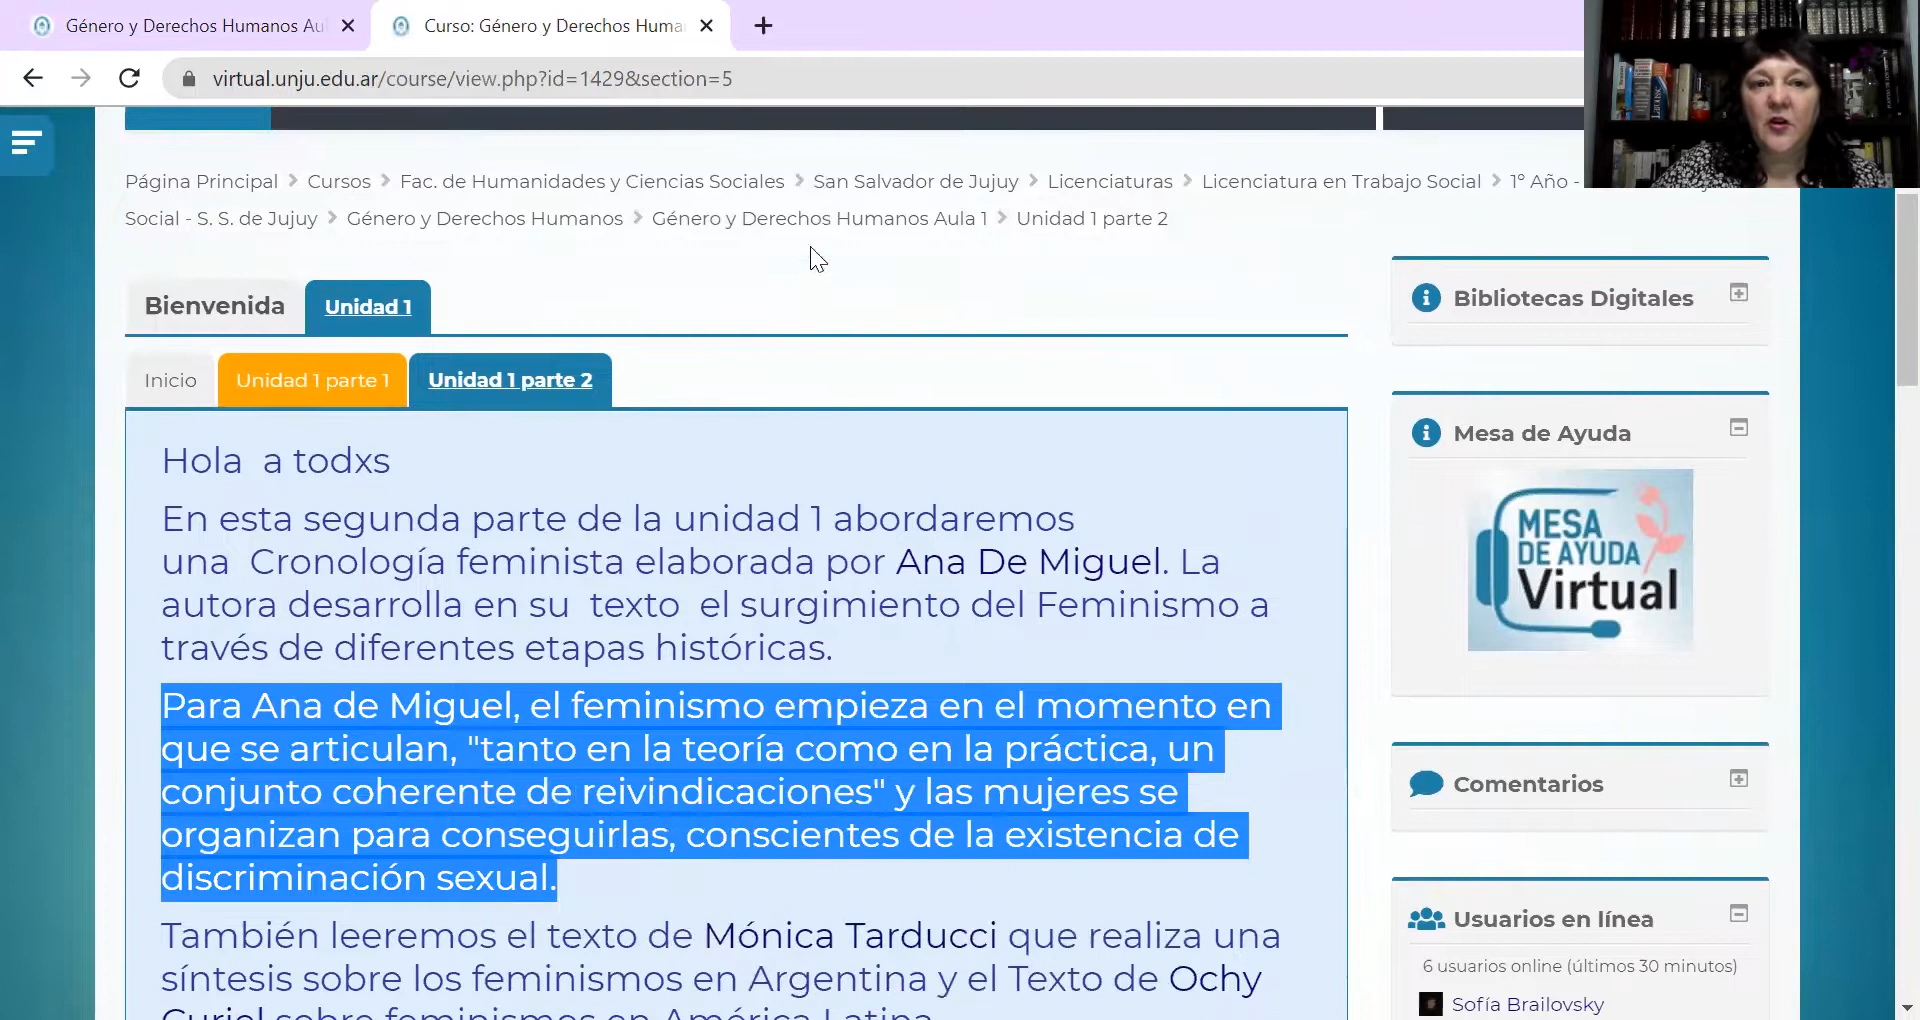 Género y Derechos Humanos Au
Curso: Género y Derechos Huma
virtual.unju.edu.ar/course/view.php?id=1429&section=5
Página Principal > Cursos > Fac. de Humanidades y Ciencias Sociales > San Salvador de Jujuy > Licenciaturas > Licenciatura en Trabajo Social > 1º Año -
Social - S. S. de Jujuy > Género y Derechos Humanos > Género y Derechos Humanos Aula 1 > Unidad 1 parte 2
Bienvenida
Unidad 1
Inicio
Unidad 1 parte 1
Unidad 1 parte 2
Hola a todxs
En esta segunda parte de la unidad 1 abordaremos
una Cronología feminista elaborada por Ana De Miguel. La
autora desarrolla en su texto el surgimiento del Feminismo a
través de diferentes etapas históricas.
Para Ana de Miguel, el feminismo empieza en el momento en
que se articulan, "tanto en la teoría como en la práctica, un
conjunto coherente de reivindicaciones" y las mujeres se
organizan para conseguirlas, conscientes de la existencia de
discriminación sexual.
También leeremos el texto de Mónica Tarducci que realiza una
síntesis sobre los feminismos en Argentina y el Texto de Ochy
Curiel sobre feminismos en América Latina
Bibliotecas Digitales
Mesa de Ayuda
MESA
DE AYUDA
Virtual
Comentarios
Usuarios en línea
6 usuarios online (últimos 30 minutos)
Sofía Brailovsky